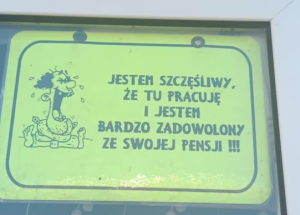 JESTEM SZCZĘŚLIWY,
ŻE TU PRACUJĘ
I JESTEM
BARDZO ZADOWOLONY
ZE SWOJEJ PENSJI !!!